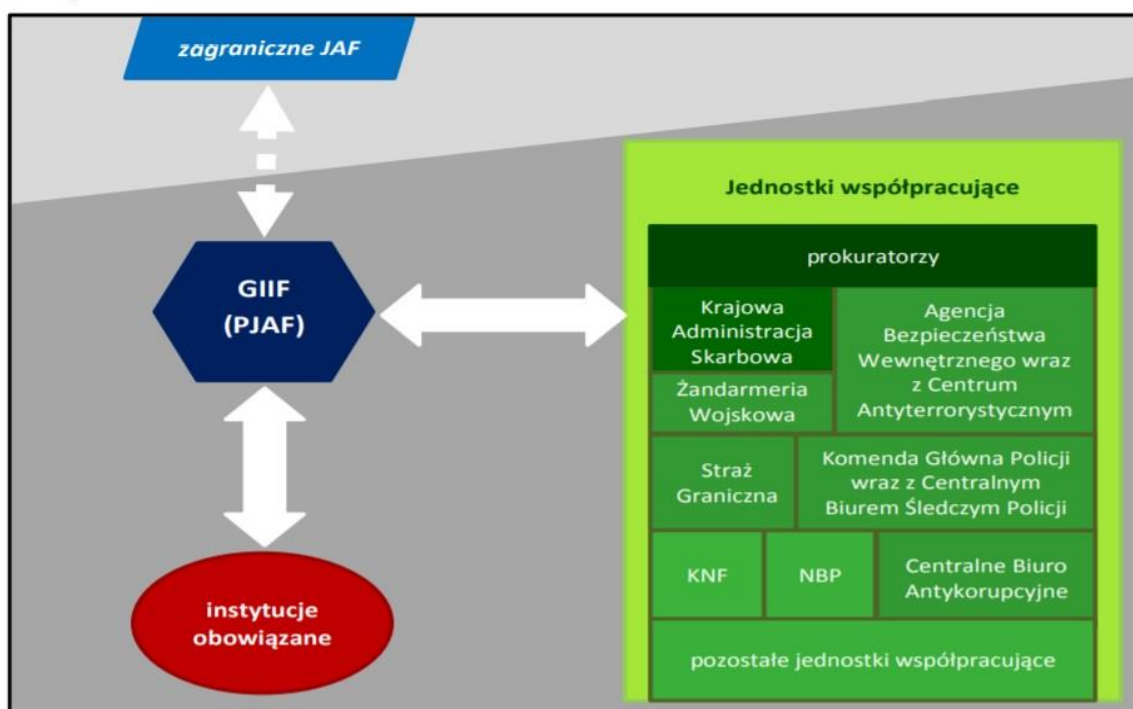 zagraniczne JAF
GIIF
(PJAF)
instytucje
obowiązane
Jednostki współpracujące
prokuratorzy
Krajowa
Administracja
Skarbowa
Agencja
Bezpieczeństwa
Wewnętrznego wraz
z Centrum
Antyterrorystycznym
Żandarmeria
Wojskowa
Straż
Graniczna
Komenda Główna Policji
wraz z Centralnym
Biurem Śledczym Policji
KNF
NBP
Centralne Biuro
Antykorupcyjne
pozostałe jednostki współpracujące